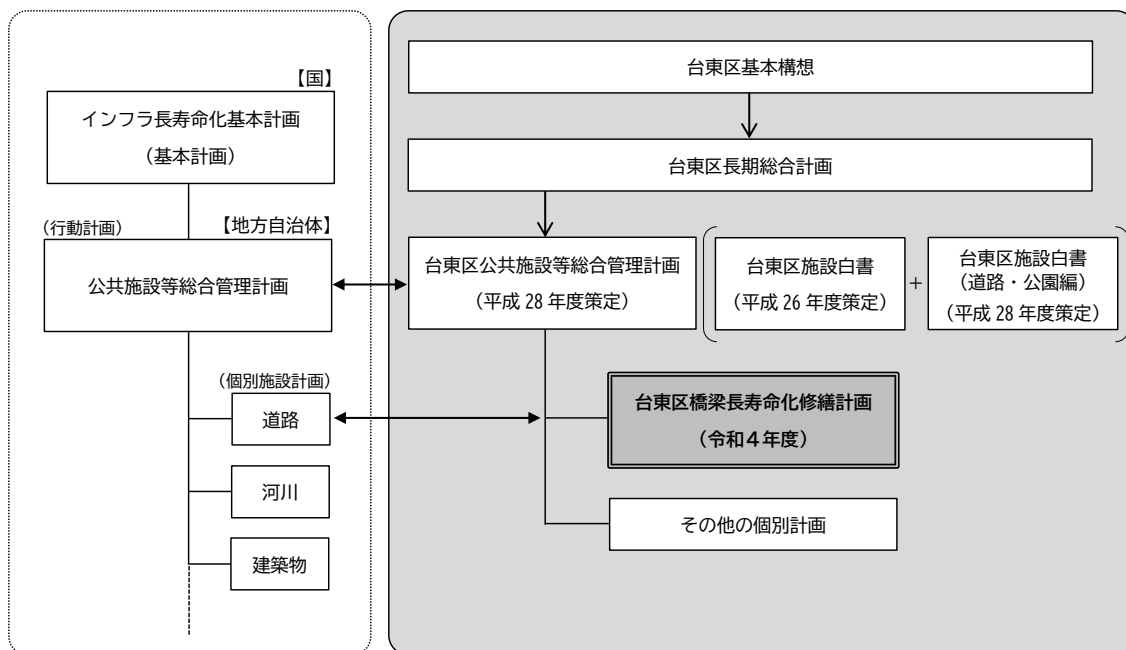 【国】
インフラ長寿命化基本計画
（基本計画）
（行動計画）
【地方自治体】
公共施設等総合管理計画
（個別施設計画）
道路
河川
建築物
台東区基本構想
台東区長期総合計画
台東区公共施設等総合管理計画
（平成 28 年度策定）
台東区施設白書
（平成 26 年度策定）
+
台東区施設白書
（道路・公園編）
（平成 28 年度策定）
台東区橋梁長寿命化修繕計画
（令和４年度）
その他の個別計画